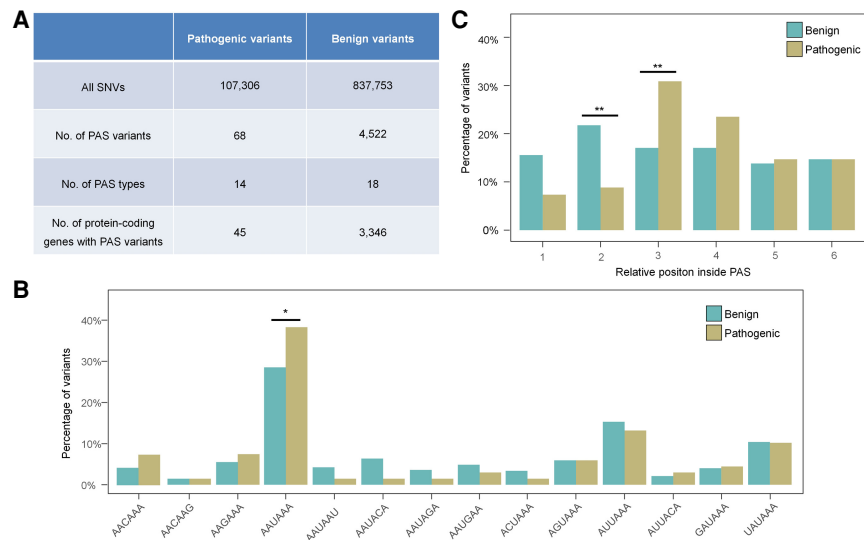 A
Pathogenic variants Benign variants
All SNVs 107,306 837,753
No. of PAS variants 68 4,522
No. of PAS types 14 18
No. of protein-coding
genes with PAS variants 45 3,346
C
Benign
Pathogenic
Percentage of variants
40%
30%
20%
10%
0%
** **
1 2 3 4 5 6
Relative positon inside PAS
B
Benign
Pathogenic
Percentage of variants
40%
30%
20%
10%
0%
*
AACAAA AACAAG AAGAAA AAUAAA AAUAAU AAUACA AAUAGA AAUGAA ACUAAA AGUAAA AUUAAA AUUACA GAUAAA UAUAAA